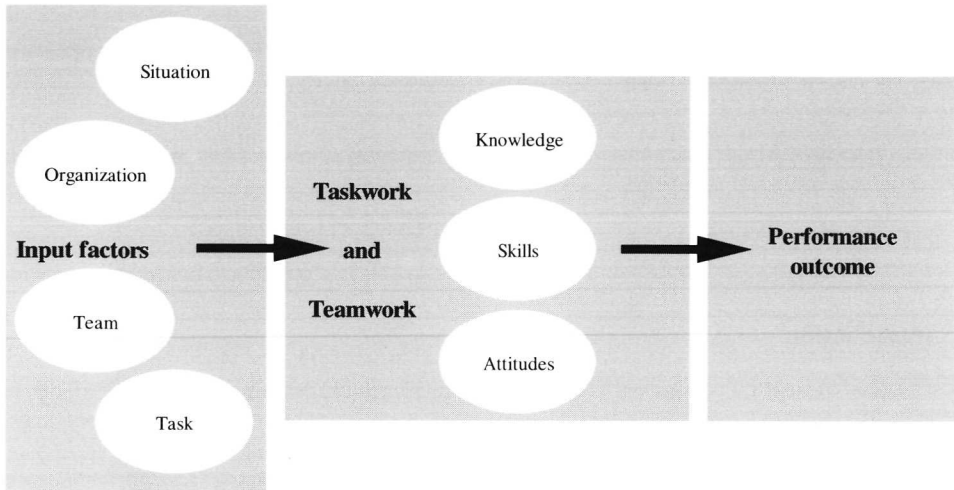 Situation
Organization
Input factors
Team
Task
Taskwork
and
Teamwork
Knowledge
Skills
Attitudes
Performance
outcome